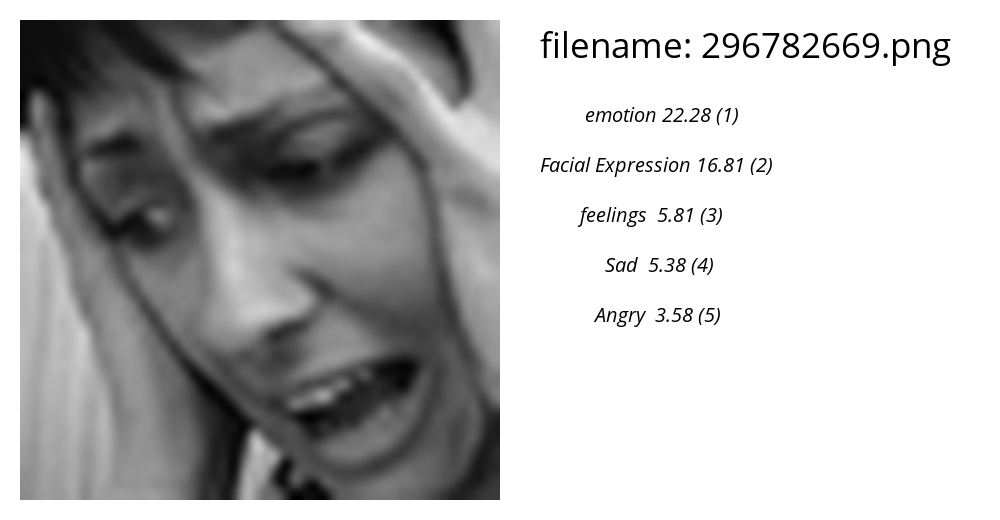 filename: 296782669.png
emotion 22.28 (1)
Facial Expression 16.81 (2)
feelings 5.81 (3)
Sad 5.38 (4)
Angry 3.58 (5)